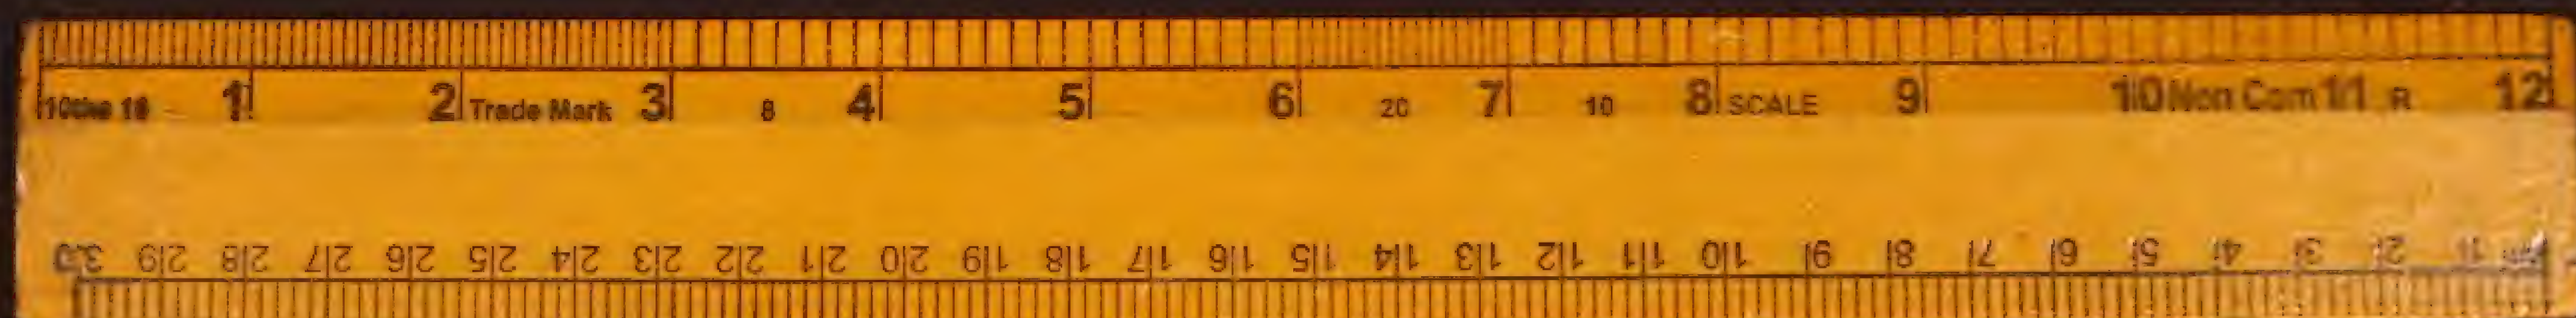 10ths 16 1 2 Trade Mark 3 8 4 5 6 20 7 10 8 SCALE 9 10 Non Com 11 R 12
30 29 28 27 26 25 24 23 22 21 20 19 18 17 16 15 14 13 12 11 10 9 8 7 6 5 4 3 2 1